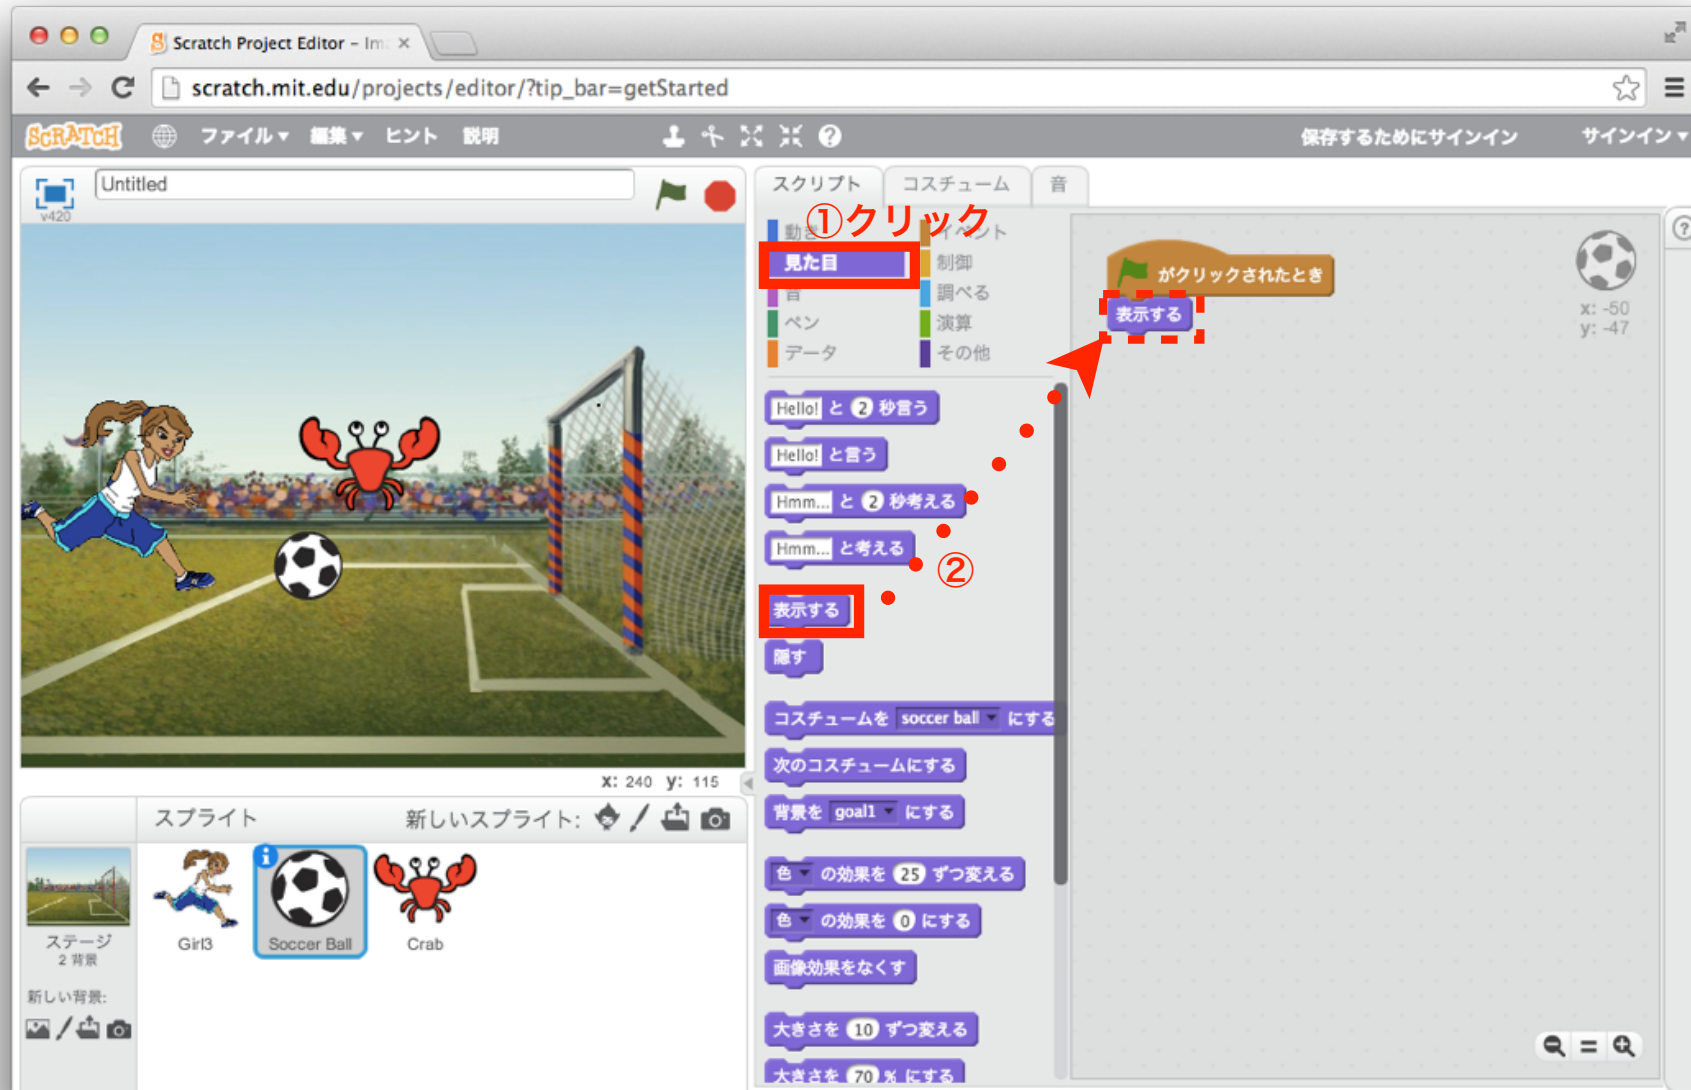 Scratch Project Editor - Ima
scratch.mit.edu/projects/editor/?tip_bar=getStarted
SCRATCH
ファイル 編集 ヒント 説明
保存するためにサインイン サインイン
v420
Untitled
スクリプト コスチューム 音
①クリック
動き イベント
見た目 制御
音 調べる
ペン 演算
データ その他
がクリックされたとき
表示する
x: -50
y: -47
Hello! と 2 秒言う
Hello! と言う
Hmm... と 2 秒考える
Hmm... と考える
②
表示する
隠す
コスチュームを soccer ball にする
次のコスチュームにする
背景を goal1 にする
色 の効果を 25 ずつ変える
色 の効果を 0 にする
画像効果をなくす
大きさを 10 ずつ変える
大きさを 70 % にする
x: 240 y: 115
スプライト 新しいスプライト:
ステージ
2 背景
新しい背景:
Girl3
Soccer Ball
Crab